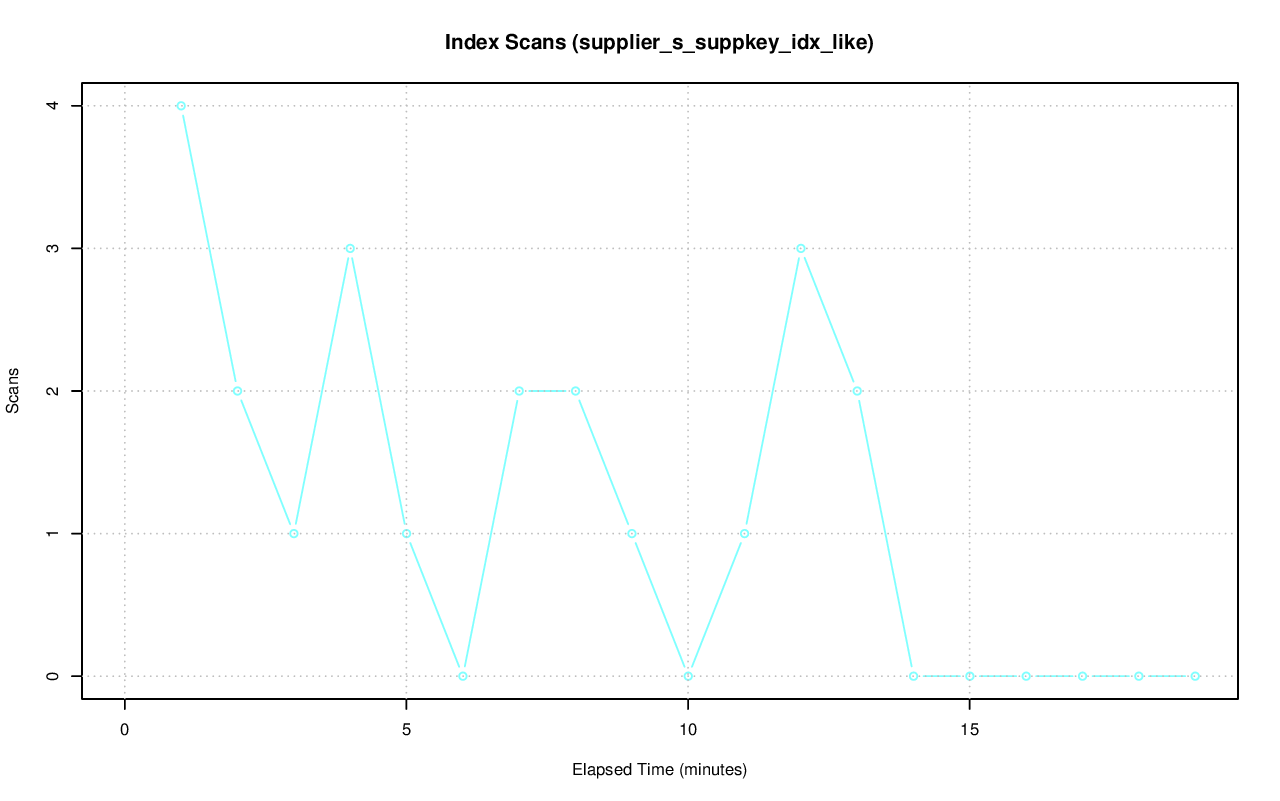 Index Scans (supplier_s_suppkey_idx_like)
4
3
2
1
0
Scans
0 5 10 15
Elapsed Time (minutes)